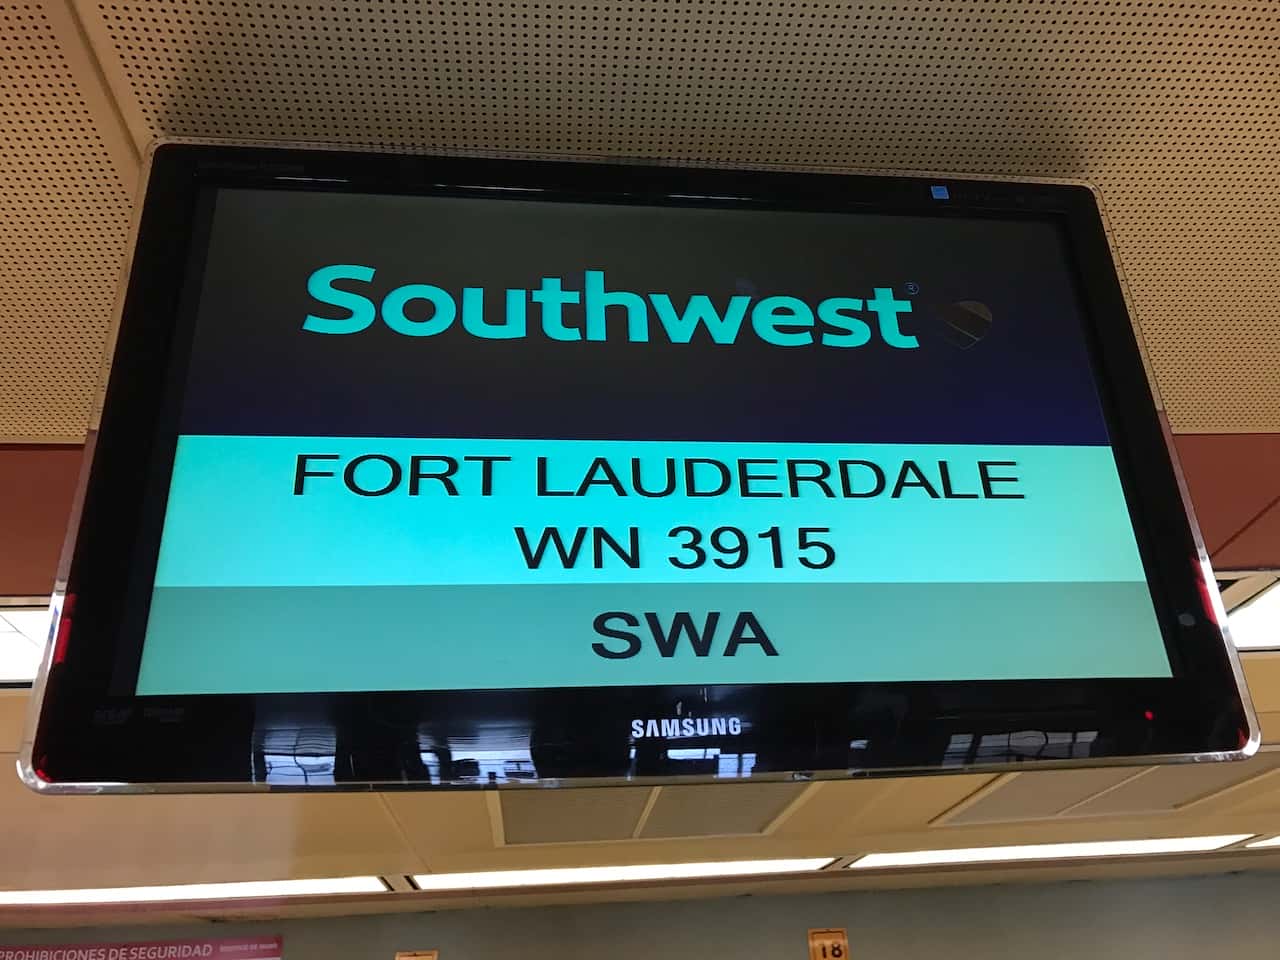 Southwest®
FORT LAUDERDALE
WN 3915
SWA
SAMSUNG
PROHIBICIONES DE SEGURIDAD
18